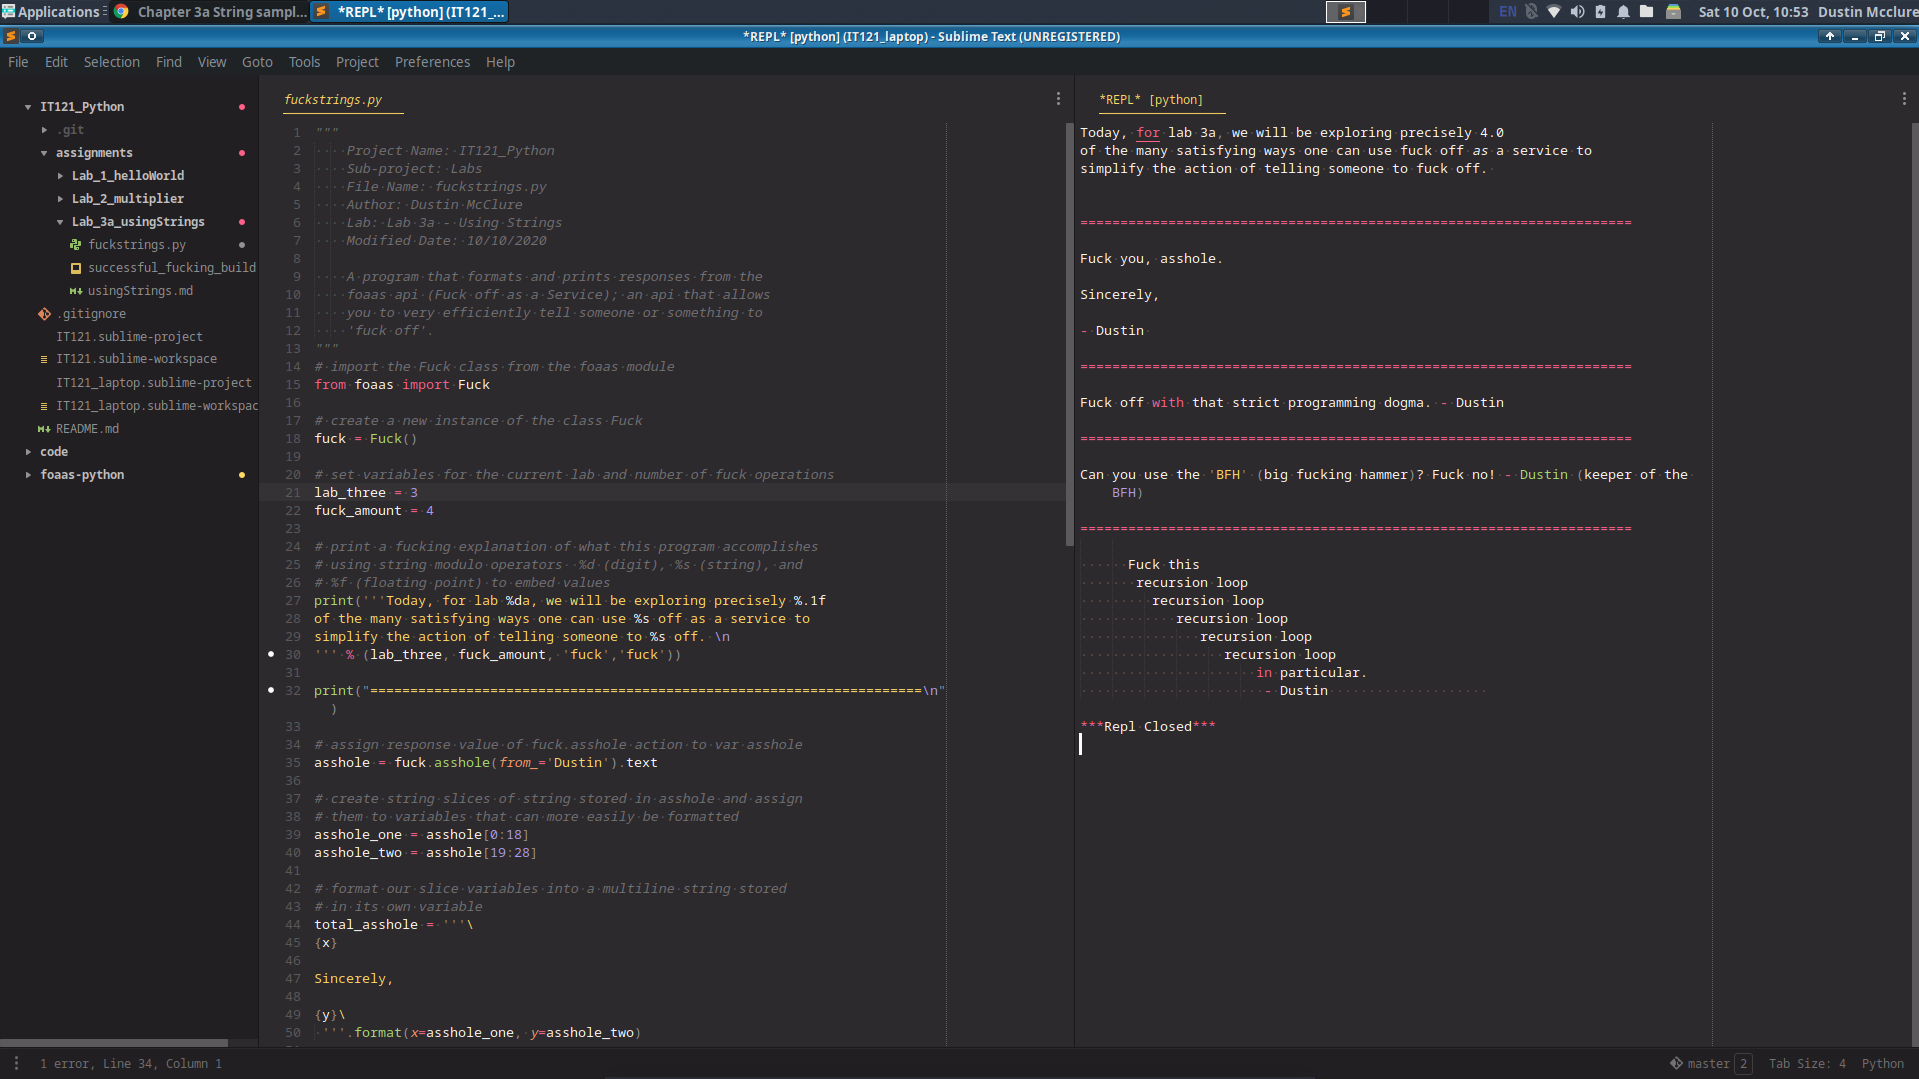 Applications
Chapter 3a String sampl...
*REPL* [python] (IT121_...
EN
Sat 10 Oct, 10:53
Dustin Mcclure
*REPL* [python] (IT121_laptop) - Sublime Text (UNREGISTERED)
File Edit Selection Find View Goto Tools Project Preferences Help
IT121_Python
.git
assignments
Lab_1_helloWorld
Lab_2_multiplier
Lab_3a_usingStrings
fuckstrings.py
successful_fucking_build
usingStrings.md
.gitignore
IT121.sublime-project
IT121.sublime-workspace
IT121_laptop.sublime-project
IT121_laptop.sublime-workspac
README.md
code
foaas-python
fuckstrings.py
1 """
2 Project Name: IT121_Python
3 Sub-project: Labs
4 File Name: fuckstrings.py
5 Author: Dustin McClure
6 Lab: Lab 3a - Using Strings
7 Modified Date: 10/10/2020
8
9 A program that formats and prints responses from the
10 foaas api (Fuck off as a Service); an api that allows
11 you to very efficiently tell someone or something to
12 'fuck off'.
13 """
14 # import the Fuck class from the foaas module
15 from foaas import Fuck
16
17 # create a new instance of the class Fuck
18 fuck = Fuck()
19
20 # set variables for the current lab and number of fuck operations
21 lab_three = 3
22 fuck_amount = 4
23
24 # print a fucking explanation of what this program accomplishes
25 # using string modulo operators %d (digit), %s (string), and
26 # %f (floating point) to embed values
27 print('''Today, for lab %da, we will be exploring precisely %.1f
28 of the many satisfying ways one can use %s off as a service to
29 simplify the action of telling someone to %s off. \n
30 ''' % (lab_three, fuck_amount, 'fuck','fuck'))
31
32 print("=====================================================================\n"
)
33
34 # assign response value of fuck.asshole action to var asshole
35 asshole = fuck.asshole(from_='Dustin').text
36
37 # create string slices of string stored in asshole and assign
38 # them to variables that can more easily be formatted
39 asshole_one = asshole[0:18]
40 asshole_two = asshole[19:28]
41
42 # format our slice variables into a multiline string stored
43 # in its own variable
44 total_asshole = '''\
45 {x}
46
47 Sincerely,
48
49 {y}\
50 '''.format(x=asshole_one, y=asshole_two)
*REPL* [python]
Today, for lab 3a, we will be exploring precisely 4.0
of the many satisfying ways one can use fuck off as a service to
simplify the action of telling someone to fuck off.
=====================================================================
Fuck you, asshole.
Sincerely,
- Dustin
=====================================================================
Fuck off with that strict programming dogma. - Dustin
=====================================================================
Can you use the 'BFH' (big fucking hammer)? Fuck no! - Dustin (keeper of the
BFH)
=====================================================================
Fuck this
recursion loop
recursion loop
recursion loop
recursion loop
recursion loop
in particular.
- Dustin
***Repl Closed***
1 error, Line 34, Column 1
master 2
Tab Size: 4
Python